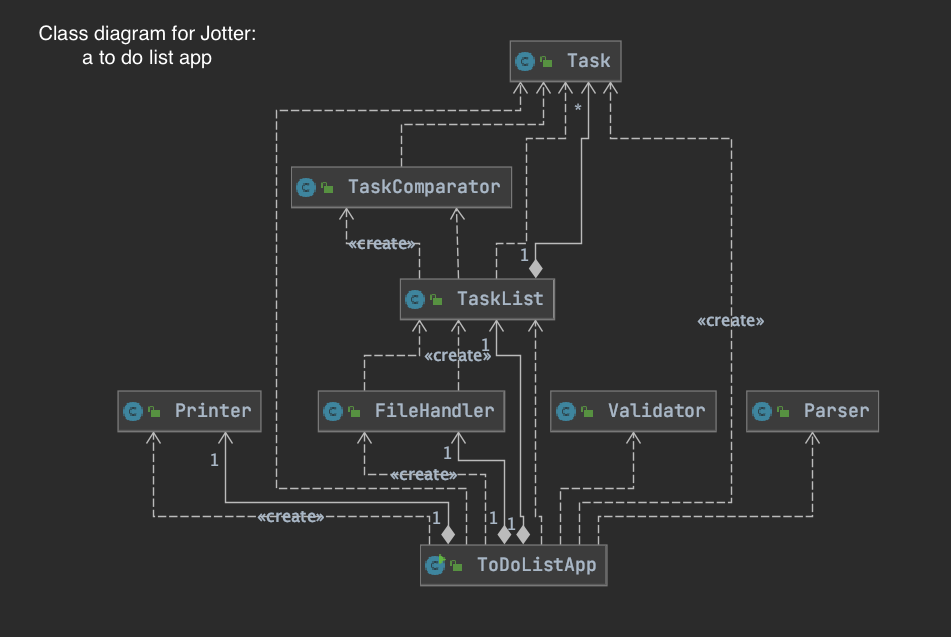 Class diagram for Jotter:
a to do list app
Task
*
TaskComparator
«create»
1
TaskList
«create»
1
«create»
Printer
FileHandler
Validator
Parser
1
1
«create»
«create»
1
1
1
ToDoListApp